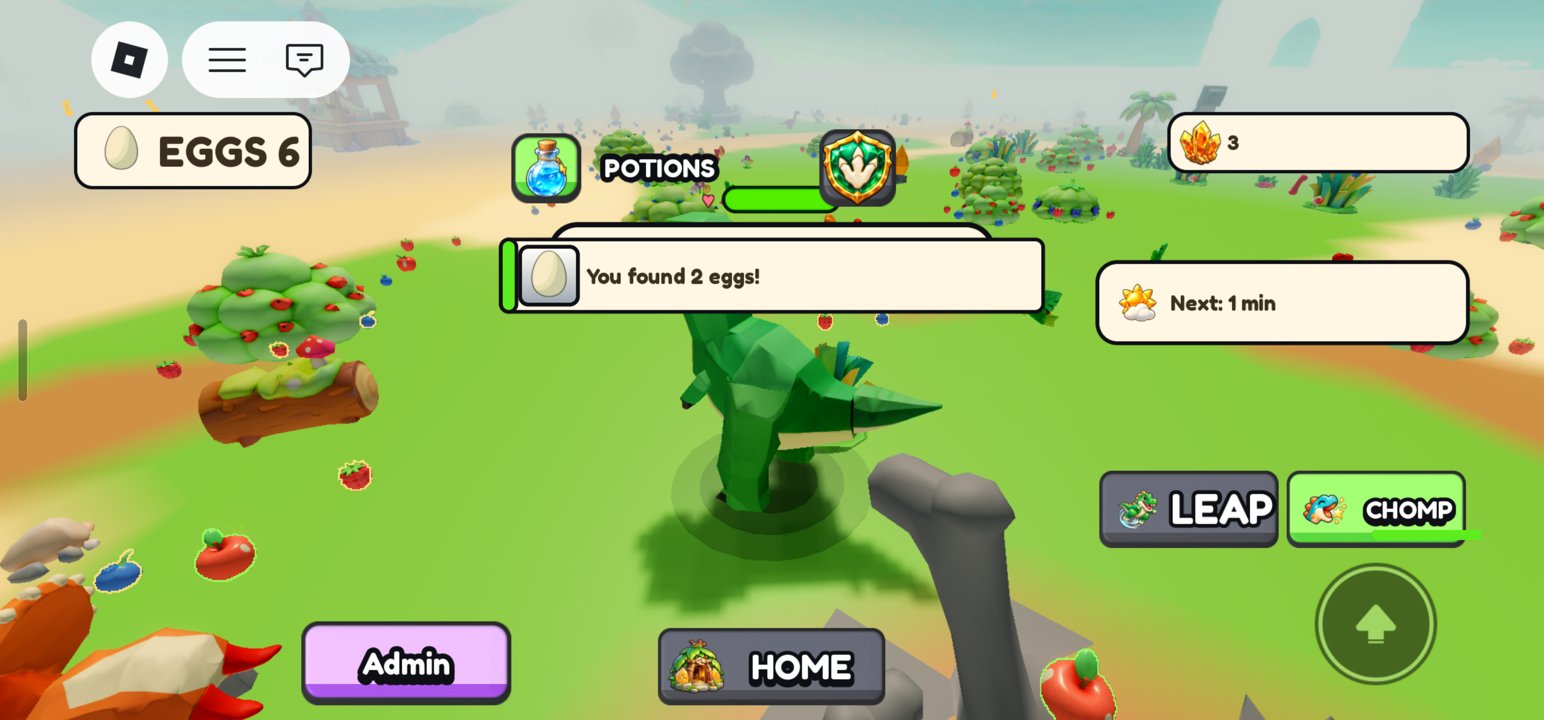 EGGS 6
POTIONS
3
You found 2 eggs!
Next: 1 min
LEAP
CHOMP
Admin
HOME